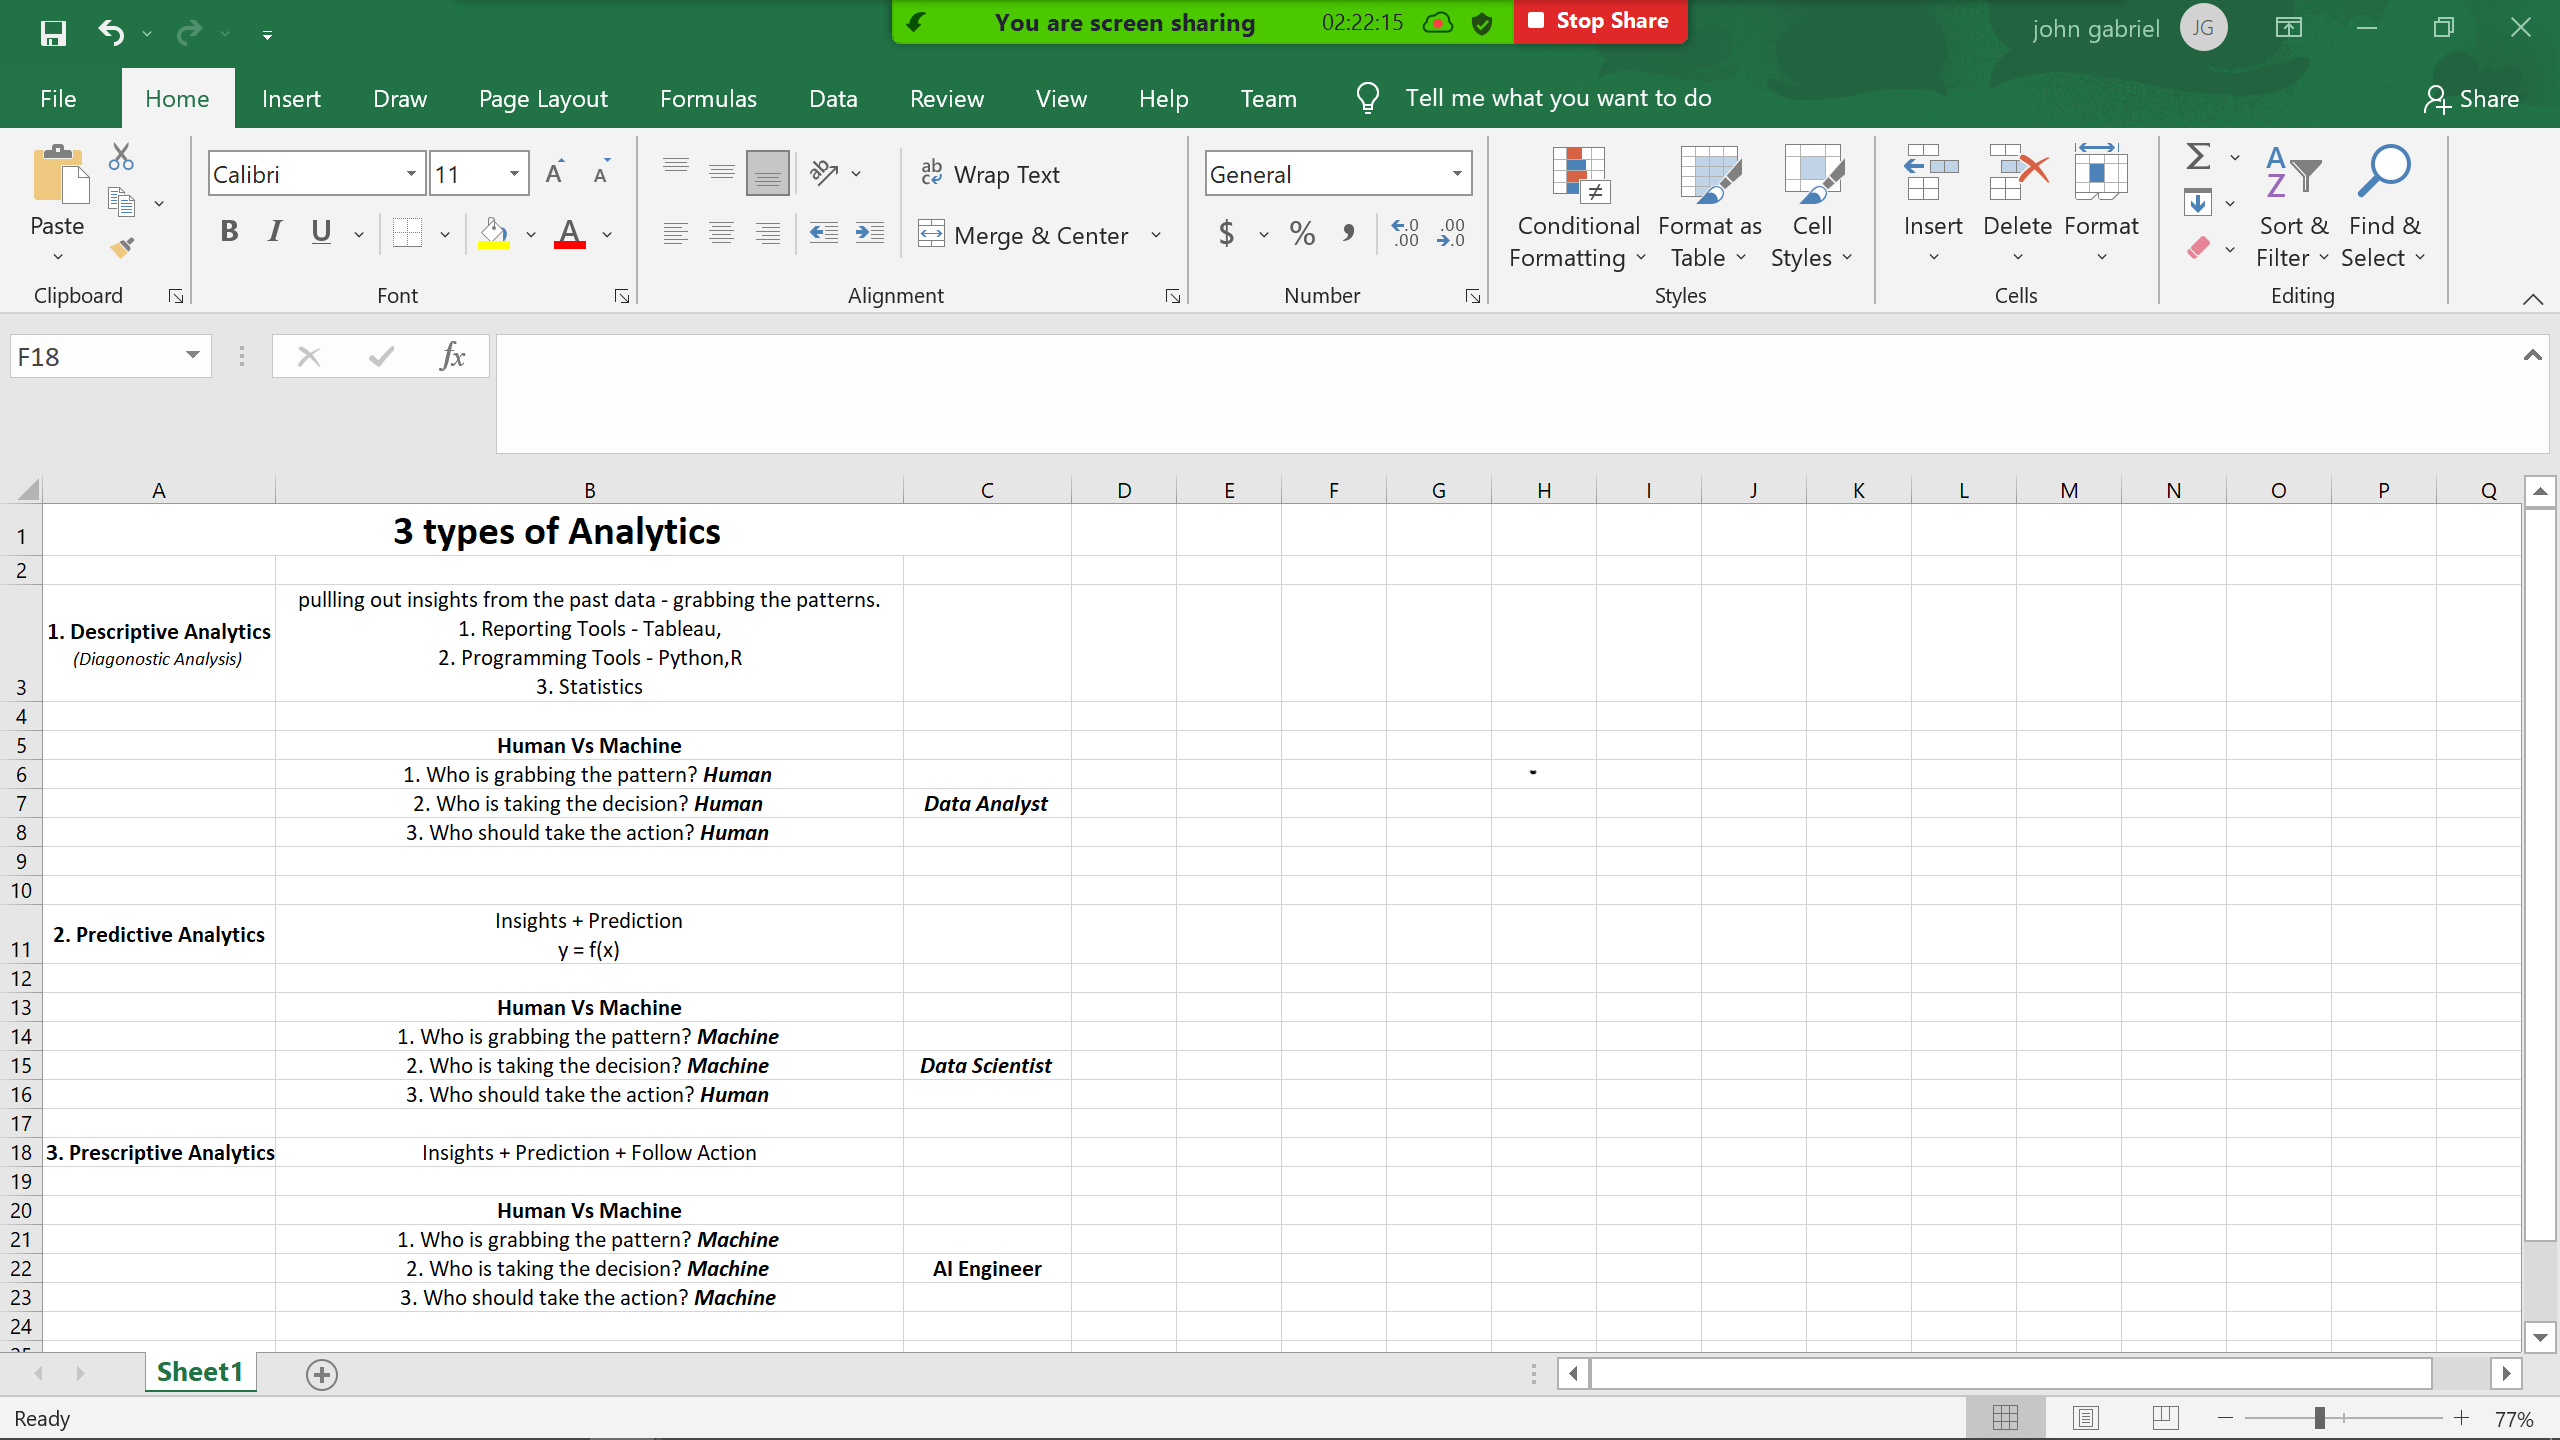 You are screen sharing 02:22:15 Stop Share
john gabriel JG
File Home Insert Draw Page Layout Formulas Data Review View Help Team Tell me what you want to do Share
Calibri 11 Wrap Text General
Paste Merge & Center $ % Conditional Formatting Format as Table Cell Styles Insert Delete Format Sort & Filter Find & Select
Clipboard Font Alignment Number Styles Cells Editing
F18 fx
A B C D E F G H I J K L M N O P Q
1 3 types of Analytics
2
pullling out insights from the past data - grabbing the patterns.
1. Descriptive Analytics 1. Reporting Tools - Tableau,
(Diagonostic Analysis) 2. Programming Tools - Python,R
3 3. Statistics
4
5 Human Vs Machine
6 1. Who is grabbing the pattern? Human
7 2. Who is taking the decision? Human Data Analyst
8 3. Who should take the action? Human
9
10
2. Predictive Analytics Insights + Prediction
11 y = f(x)
12
13 Human Vs Machine
14 1. Who is grabbing the pattern? Machine
15 2. Who is taking the decision? Machine Data Scientist
16 3. Who should take the action? Human
17
18 3. Prescriptive Analytics Insights + Prediction + Follow Action
19
20 Human Vs Machine
21 1. Who is grabbing the pattern? Machine
22 2. Who is taking the decision? Machine AI Engineer
23 3. Who should take the action? Machine
24
Sheet1
Ready 77%